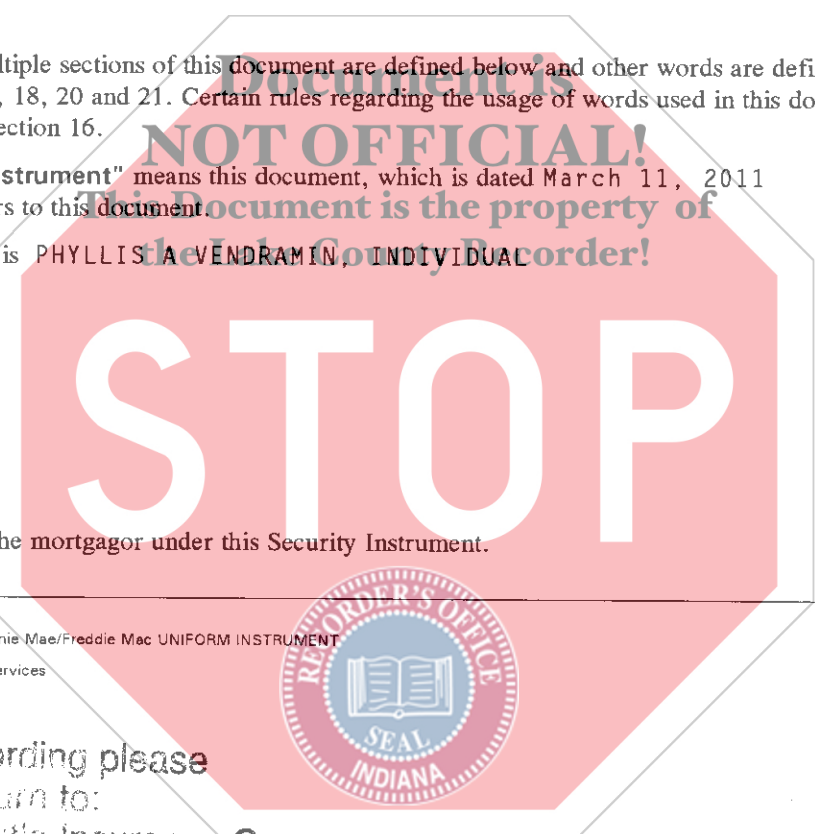 Document is
ltiple sections of this document are defined below and other words are defi
, 18, 20 and 21. Certain rules regarding the usage of words used in this do
ection 16.
NOT OFFICIAL!
strument" means this document, which is dated March 11, 2011
rs to this document.
This Document is the property of
is PHYLLIS A VENDRAMIN, INDIVIDUAL
the Lake County Recorder!
STOP
he mortgagor under this Security Instrument.
nie Mae/Freddie Mac UNIFORM INSTRUMENT
ervices
RECORDER'S OFFICE
SEAL
INDIANA
ording please
urn to: